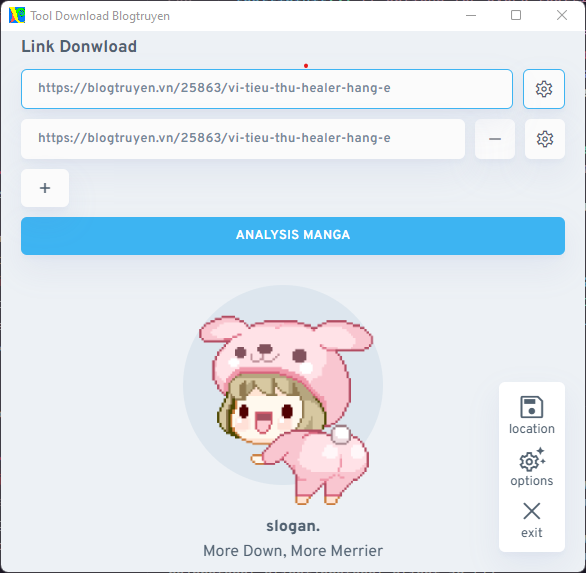 Tool Download Blogtruyen
Link Donwload
https://blogtruyen.vn/25863/vi-tieu-thu-healer-hang-e
https://blogtruyen.vn/25863/vi-tieu-thu-healer-hang-e
+
ANALYSIS MANGA
location
options
exit
slogan.
More Down, More Merrier